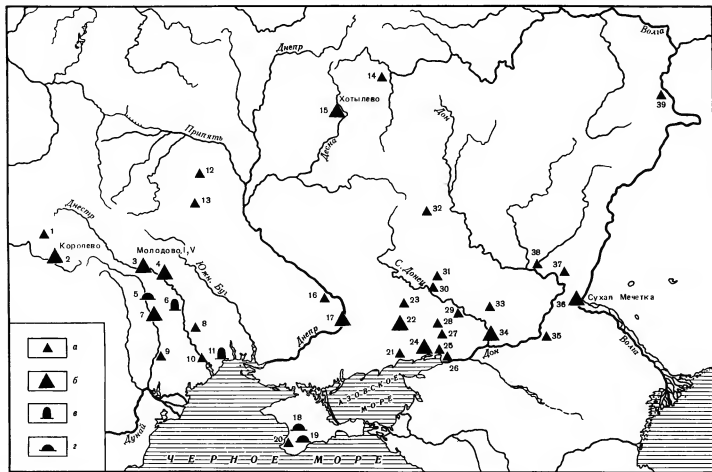 Волга
39
Днепр
14
15
Хотылево
Десна
Дон
Припять
12
13
32
Днестр
1
Королево
2
Молодово I, V
3
4
Южн. Буг
С. Донец
31
30
38
37
36
Сухая Мечетка
5
6
7
8
16
17
Днепр
23
22
28
29
33
27
34
35
Волга
9
10
11
21
24
25
26
Дон
АЗОВСКОЕ
МОРЕ
Дунай
18
19
20?
ЧЕРНОЕ МОРЕ
а
б
в
г